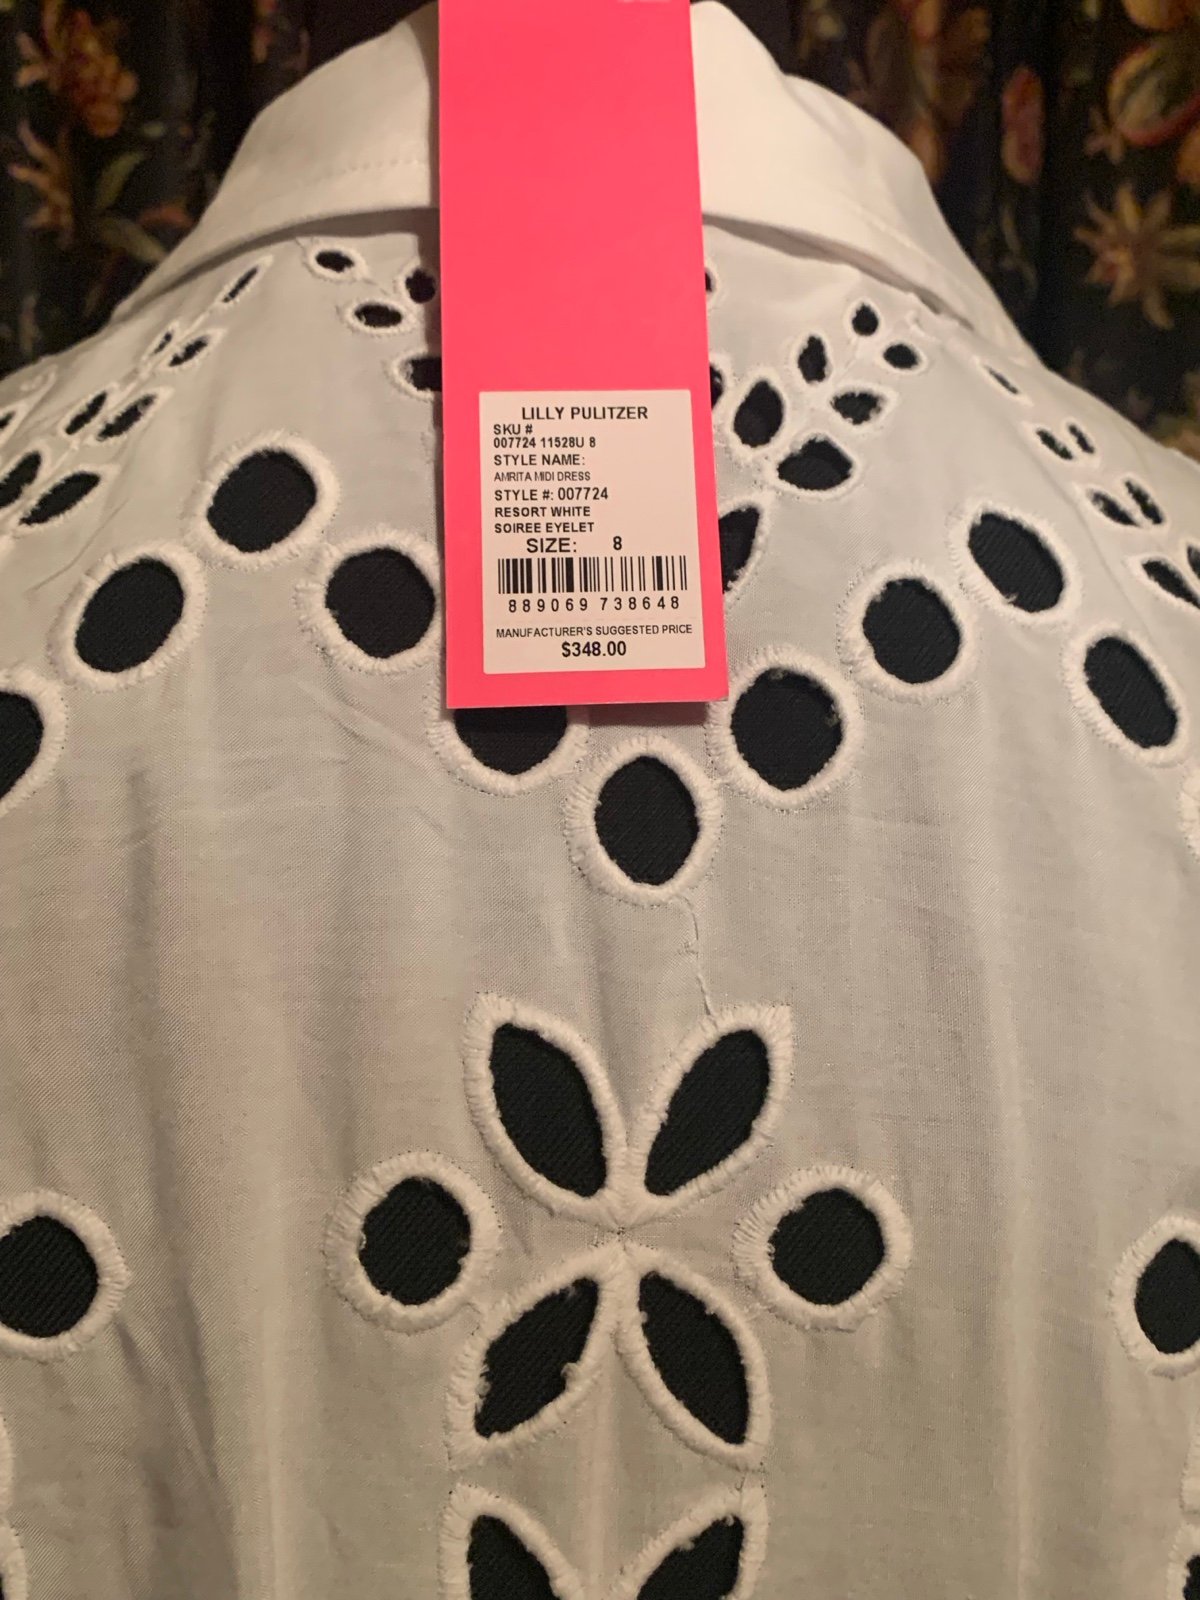 LILLY PULITZER
SKU #
007724 11528U 8
STYLE NAME:
AMRITA MIDI DRESS
STYLE #: 007724
RESORT WHITE
SOIREE EYELET
SIZE: 8
889069 738648
MANUFACTURER'S SUGGESTED PRICE
$348.00